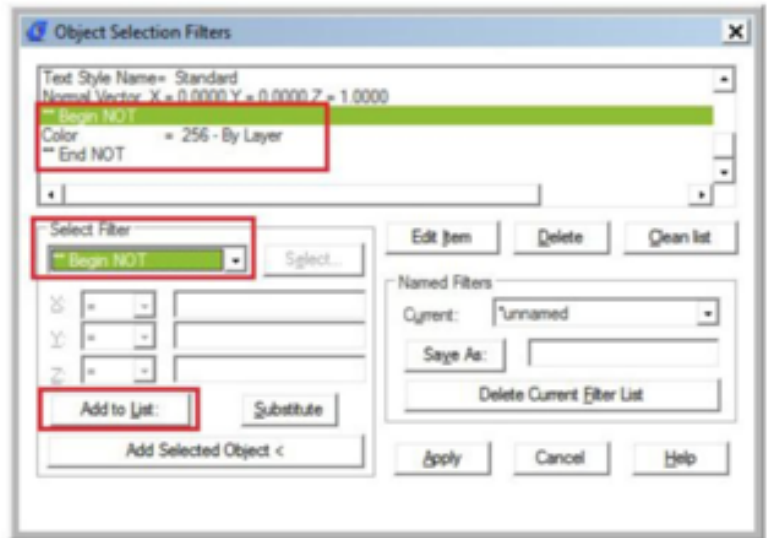 Object Selection Filters
Text Style Name= Standard
Normal Vector X = 0.0000 Y = 0.0000 Z = 1.0000
** Begin NOT
Color = 256 - By Layer
** End NOT
Select Filter
** Begin NOT
Select...
Edit Item
Delete
Clean list
X:
=
Y:
=
Z:
=
Named Filters
Current:
*unnamed
Save As:
Delete Current Filter List
Add to List:
Substitute
Add Selected Object <
Apply
Cancel
Help